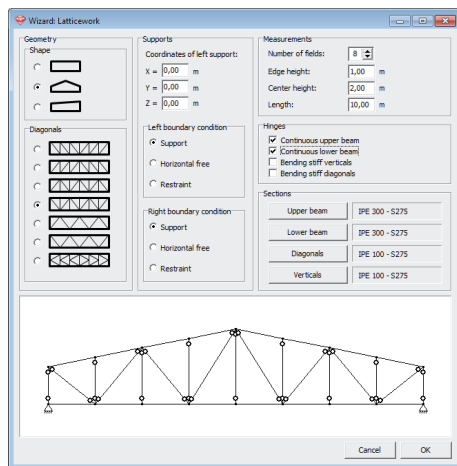 Wizard: Latticework
Geometry
Shape
Diagonals
Supports
Coordinates of left support:
X = 0,00 m
Y = 0,00 m
Z = 0,00 m
Left boundary condition
Support
Horizontal free
Restraint
Right boundary condition
Support
Horizontal free
Restraint
Measurements
Number of fields: 8
Edge height: 1,00 m
Center height: 2,00 m
Length: 10,00 m
Hinges
Continuous upper beam
Continuous lower beam
Bending stiff verticals
Bending stiff diagonals
Sections
Upper beam IPE 300 - S275
Lower beam IPE 300 - S275
Diagonals IPE 100 - S275
Verticals IPE 100 - S275
Cancel OK